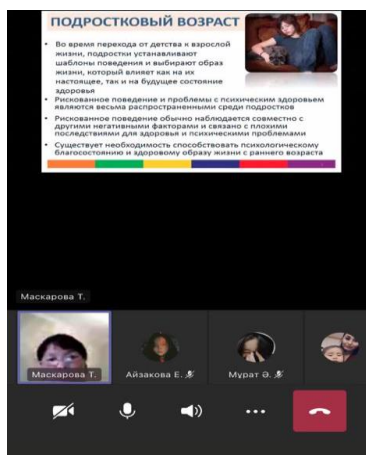 ПОДРОСТКОВЫЙ ВОЗРАСТ
• Во время перехода от детства к взрослой
жизни, подростки устанавливают
шаблоны поведения и выбирают образ
жизни, который влияет как на их
настоящее, так и на будущее состояние
здоровья
• Рискованное поведение и проблемы с психическим здоровьем
являются весьма распространенными среди подростков
• Рискованное поведение обычно наблюдается совместно с
другими негативными факторами и связано с плохими
последствиями для здоровья и психическими проблемами
• Существует необходимость способствовать психологическому
благосостоянию и здоровому образу жизни с раннего возраста
Маскарова Т.
Маскарова Т.
Айзакова Е.
Мұрат Ә.